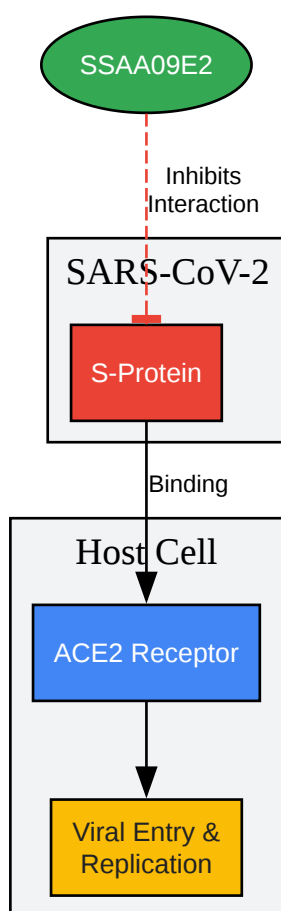 SSAA09E2
Inhibits
Interaction
SARS-CoV-2
S-Protein
Binding
Host Cell
ACE2 Receptor
Viral Entry &
Replication